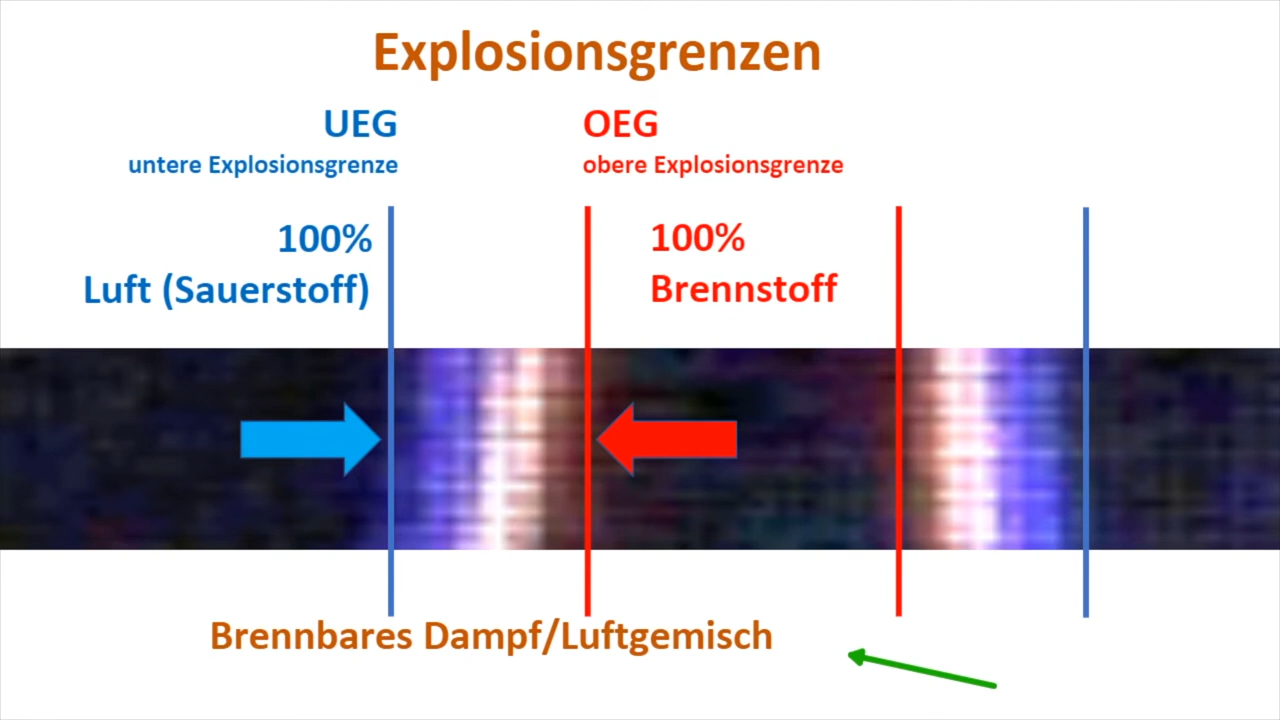 Explosionsgrenzen
UEG
untere Explosionsgrenze
OEG
obere Explosionsgrenze
100%
Luft (Sauerstoff)
100%
Brennstoff
Brennbares Dampf/Luftgemisch